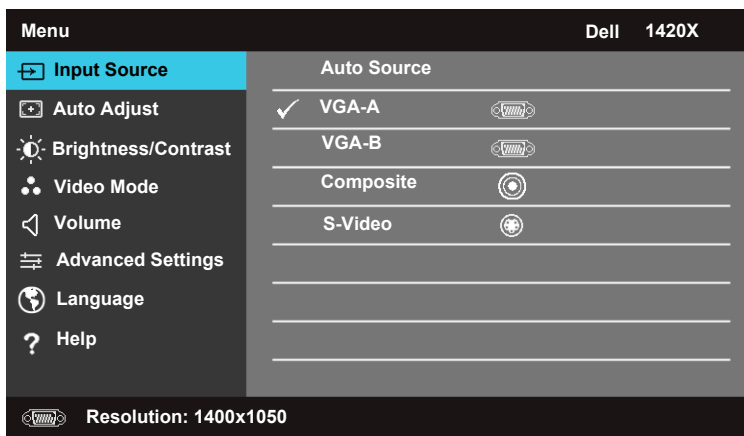 Menu Dell 1420X
Input Source
Auto Adjust
Brightness/Contrast
Video Mode
Volume
Advanced Settings
Language
? Help
Auto Source
VGA-A
VGA-B
Composite
S-Video
Resolution: 1400x1050